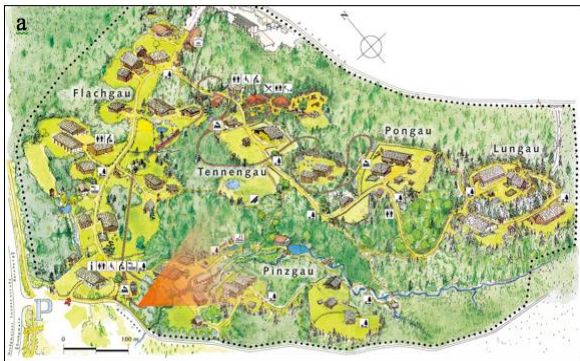 a
Flachgau
Pongau
Lungau
Tennengau
Pinzgau
i
P
0 100 m